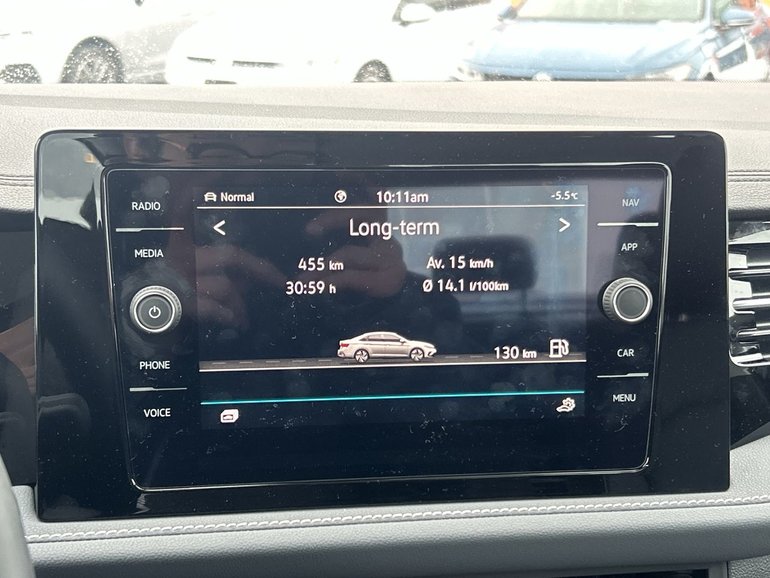 RADIO
MEDIA
PHONE
VOICE
Normal
10:11am
-5.5°C
<
Long-term
>
455 km
Av. 15 km/h
30:59 h
Ø 14.1 l/100km
130 km
NAV
APP
CAR
MENU